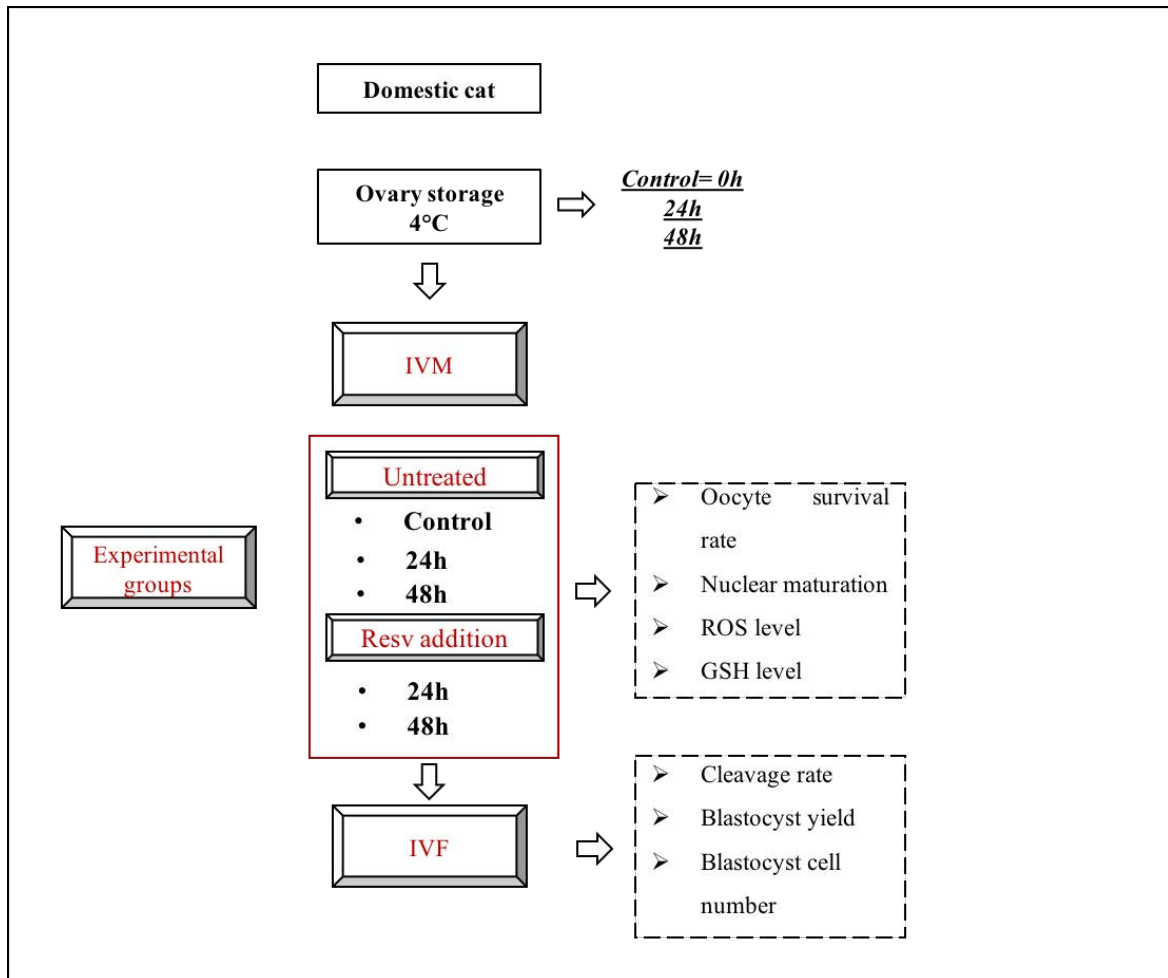 Domestic cat
Ovary storage
4°C
Control= 0h
24h
48h
IVM
Experimental
groups
Untreated
• Control
• 24h
• 48h
Resv addition
• 24h
• 48h
➢ Oocyte survival
rate
➢ Nuclear maturation
➢ ROS level
➢ GSH level
IVF
➢ Cleavage rate
➢ Blastocyst yield
➢ Blastocyst cell
number